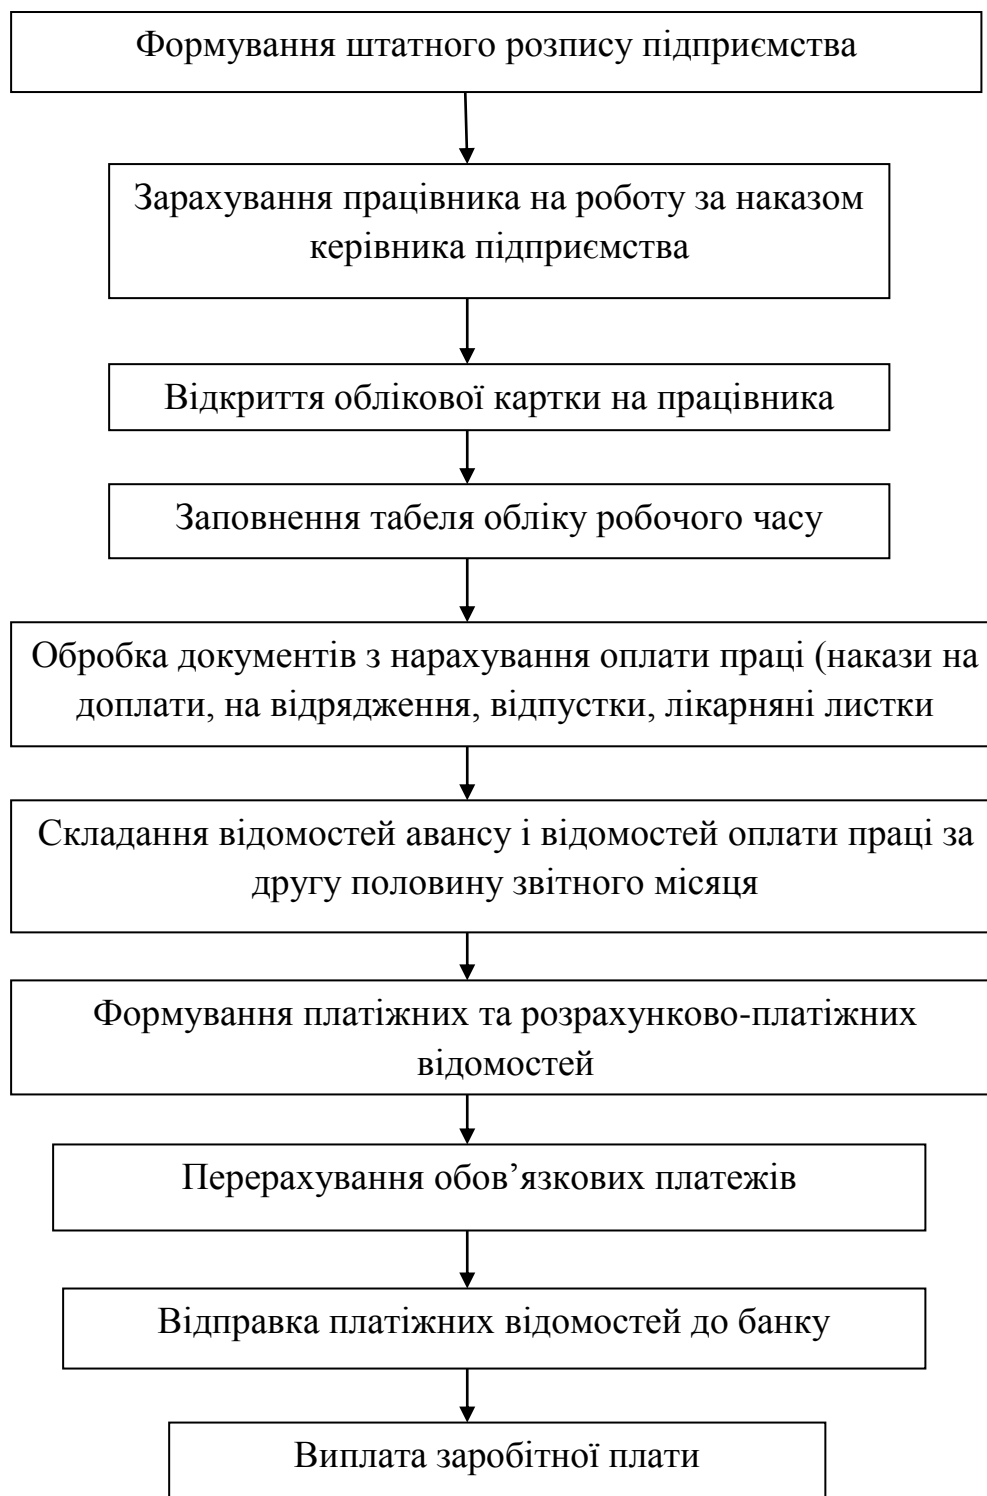 Формування штатного розпису підприємства
Зарахування працівника на роботу за наказом
керівника підприємства
Відкриття облікової картки на працівника
Заповнення табеля обліку робочого часу
Обробка документів з нарахування оплати праці (накази на
доплати, на відрядження, відпустки, лікарняні листки
Складання відомостей авансу і відомостей оплати праці за
другу половину звітного місяця
Формування платіжних та розрахунково-платіжних
відомостей
Перерахування обов’язкових платежів
Відправка платіжних відомостей до банку
Виплата заробітної плати